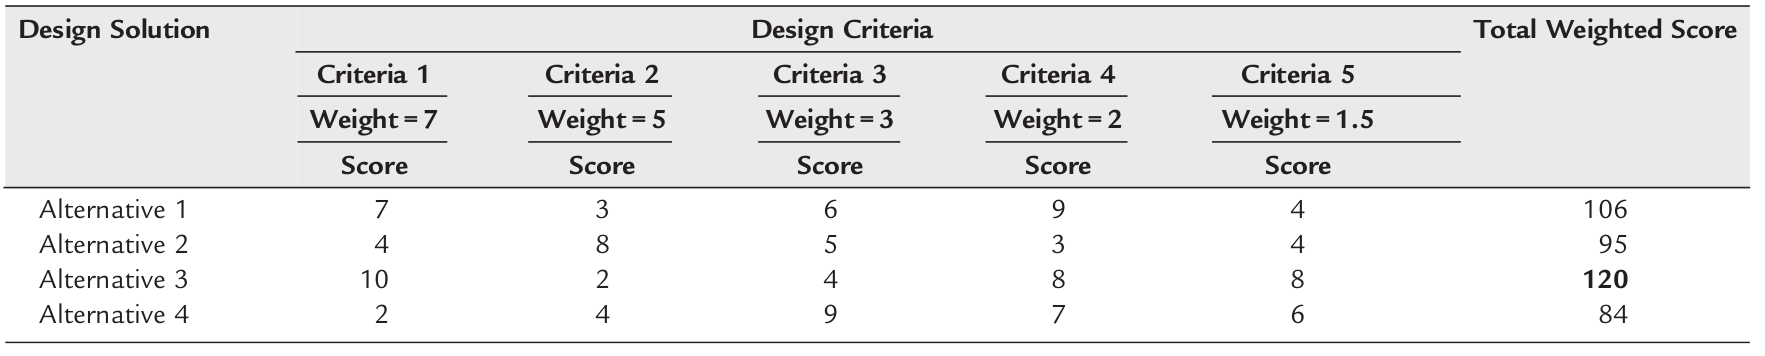 Design Solution Design Criteria Total Weighted Score
Criteria 1 Criteria 2 Criteria 3 Criteria 4 Criteria 5
Weight = 7 Weight = 5 Weight = 3 Weight = 2 Weight = 1.5
Score Score Score Score Score
Alternative 1 7 3 6 9 4 106
Alternative 2 4 8 5 3 4 95
Alternative 3 10 2 4 8 8 120
Alternative 4 2 4 9 7 6 84